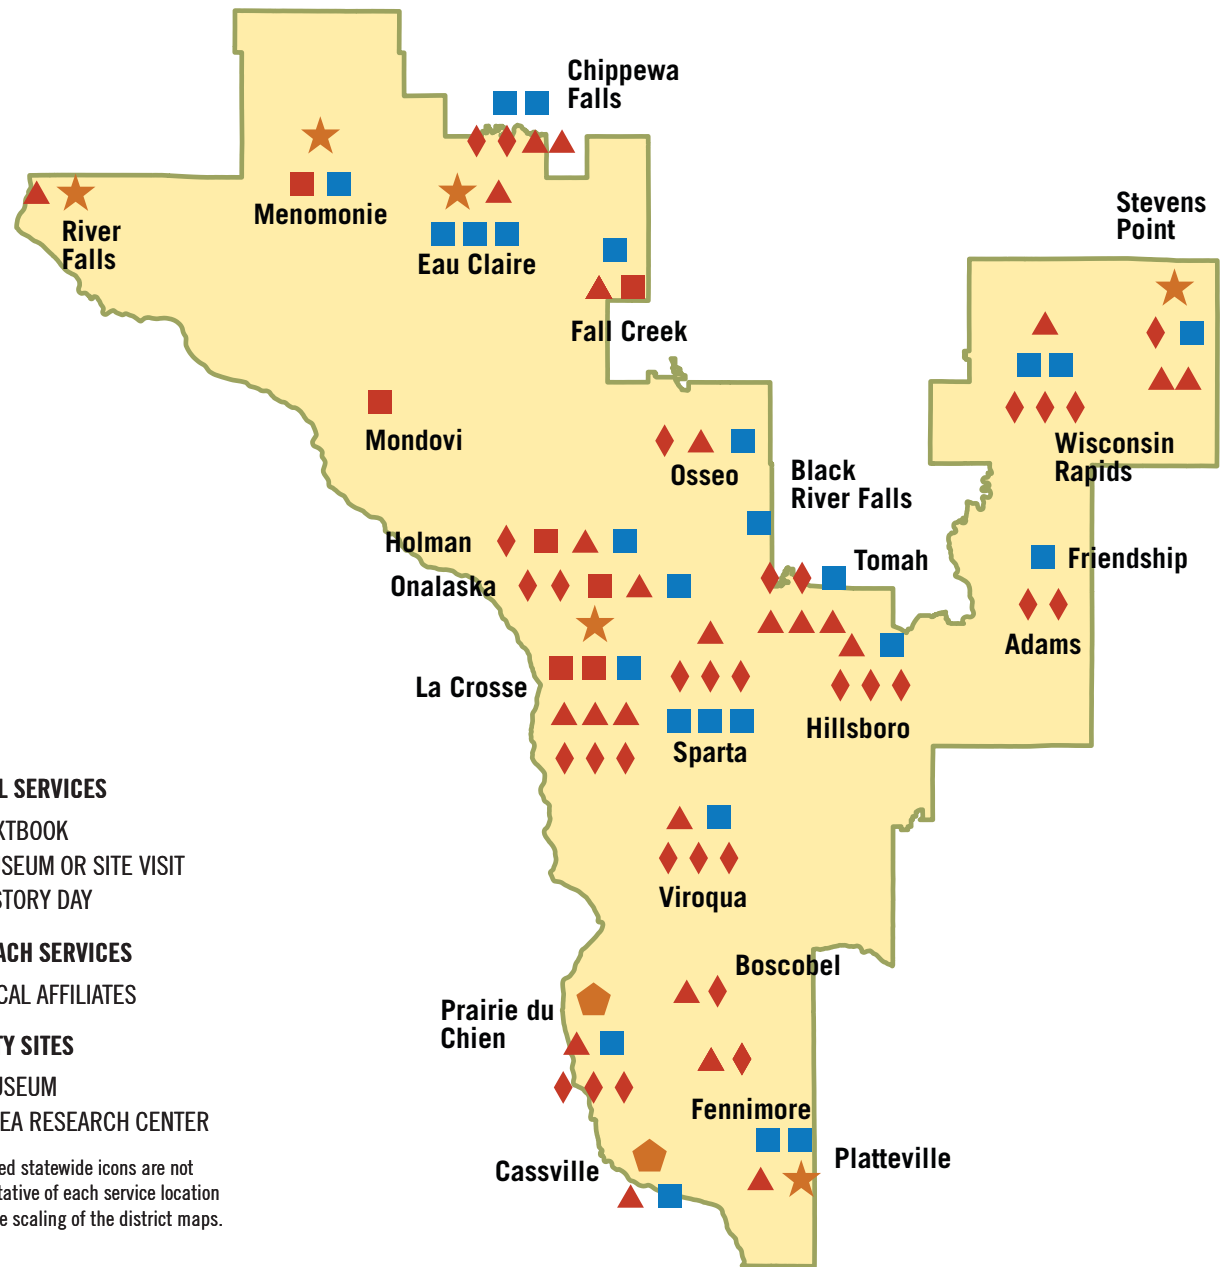 Chippewa
Falls
Stevens
Point
Menomonie
River
Falls
Eau Claire
Fall Creek
Mondovi
Wisconsin
Rapids
Osseo
Black
River Falls
Holman
Tomah
Friendship
Onalaska
Adams
La Crosse
Hillsboro
Sparta
L SERVICES
XTBOOK
SEUM OR SITE VISIT
STORY DAY
Viroqua
ACH SERVICES
CAL AFFILIATES
Boscobel
Prairie du
Chien
TY SITES
USEUM
EA RESEARCH CENTER
Fennimore
Platteville
Cassville
ed statewide icons are not
tative of each service location
e scaling of the district maps.